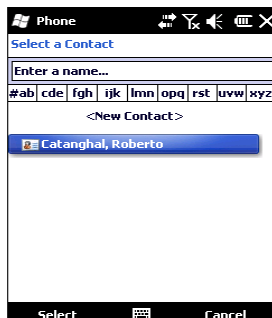 Phone
Select a Contact
Enter a name...
#ab cde fgh ijk lmn opq rst uvw xyz
<New Contact>
Catanghal, Roberto
Select Cancel